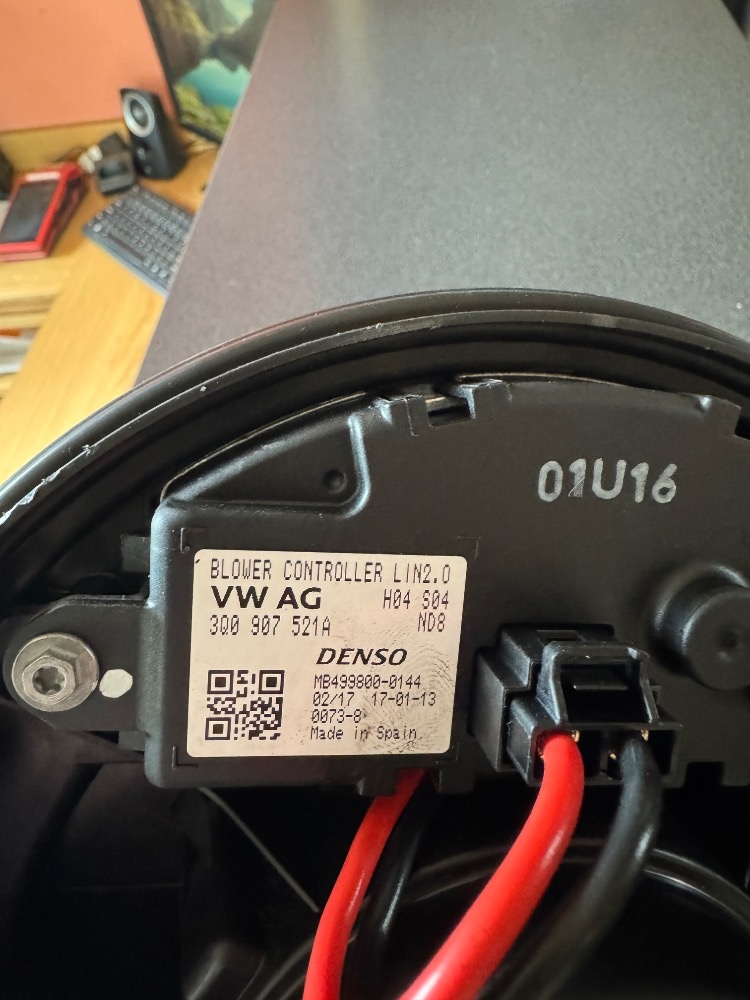 01U16
BLOWER CONTROLLER LIN2.0
VW AG H04 S04
3Q0 907 521A ND8
DENSO
MB499800-0144
02/17 17-01-13
0073-8
Made in Spain